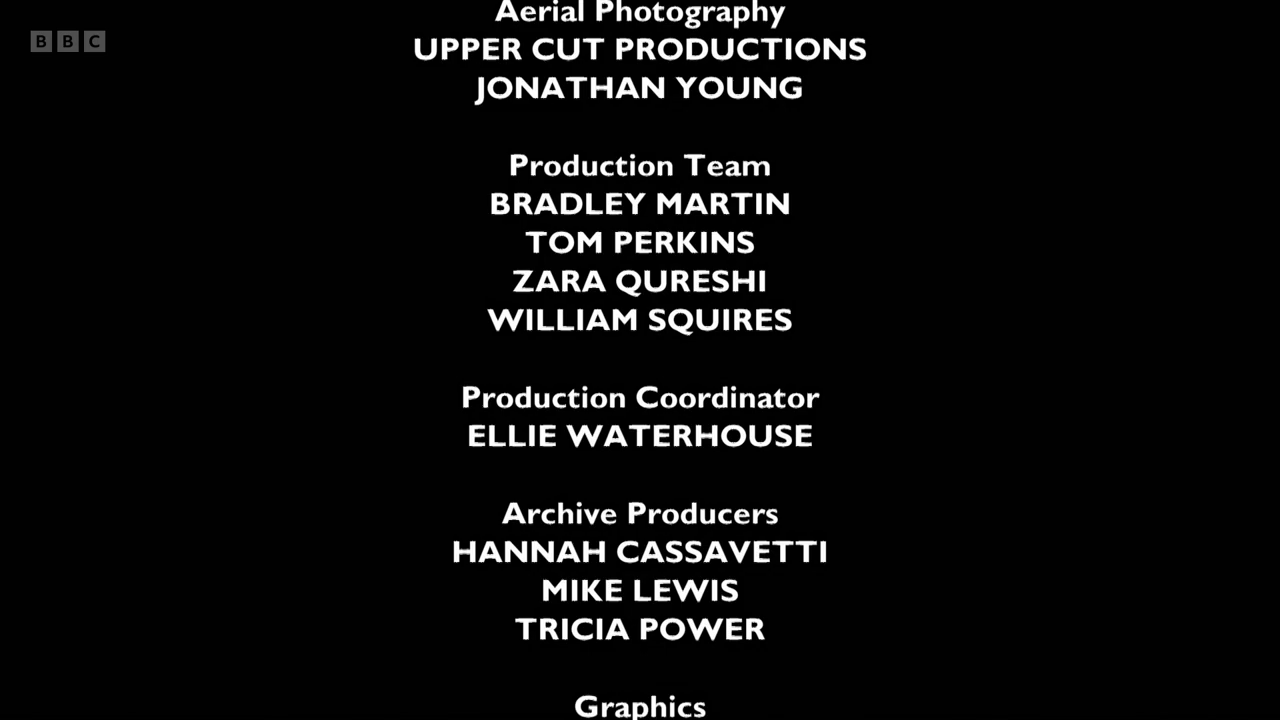 BBC
Aerial Photography
UPPER CUT PRODUCTIONS
JONATHAN YOUNG
Production Team
BRADLEY MARTIN
TOM PERKINS
ZARA QURESHI
WILLIAM SQUIRES
Production Coordinator
ELLIE WATERHOUSE
Archive Producers
HANNAH CASSAVETTI
MIKE LEWIS
TRICIA POWER
Graphics